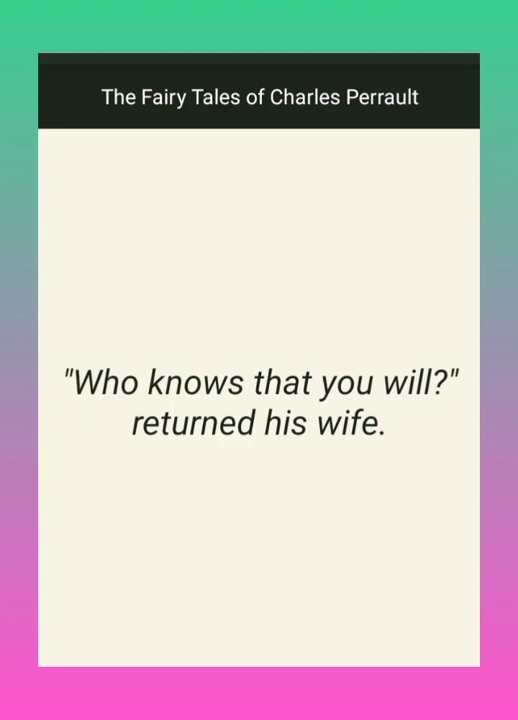 The Fairy Tales of Charles Perrault
"Who knows that you will?"
returned his wife.